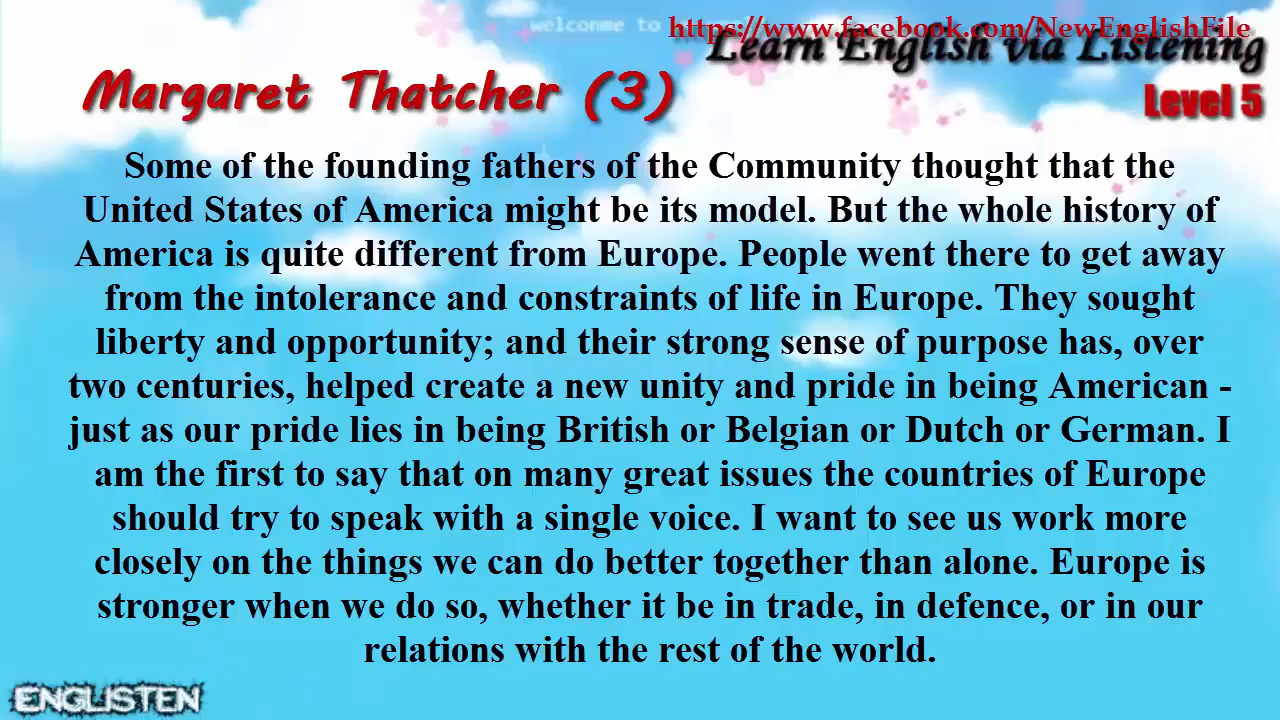 welconme to
https://www.facebook.com/NewEnglishFile
Learn English via Listening
Margaret Thatcher (3)
Level 5
Some of the founding fathers of the Community thought that the
United States of America might be its model. But the whole history of
America is quite different from Europe. People went there to get away
from the intolerance and constraints of life in Europe. They sought
liberty and opportunity; and their strong sense of purpose has, over
two centuries, helped create a new unity and pride in being American -
just as our pride lies in being British or Belgian or Dutch or German. I
am the first to say that on many great issues the countries of Europe
should try to speak with a single voice. I want to see us work more
closely on the things we can do better together than alone. Europe is
stronger when we do so, whether it be in trade, in defence, or in our
relations with the rest of the world.
ENGLISTEN